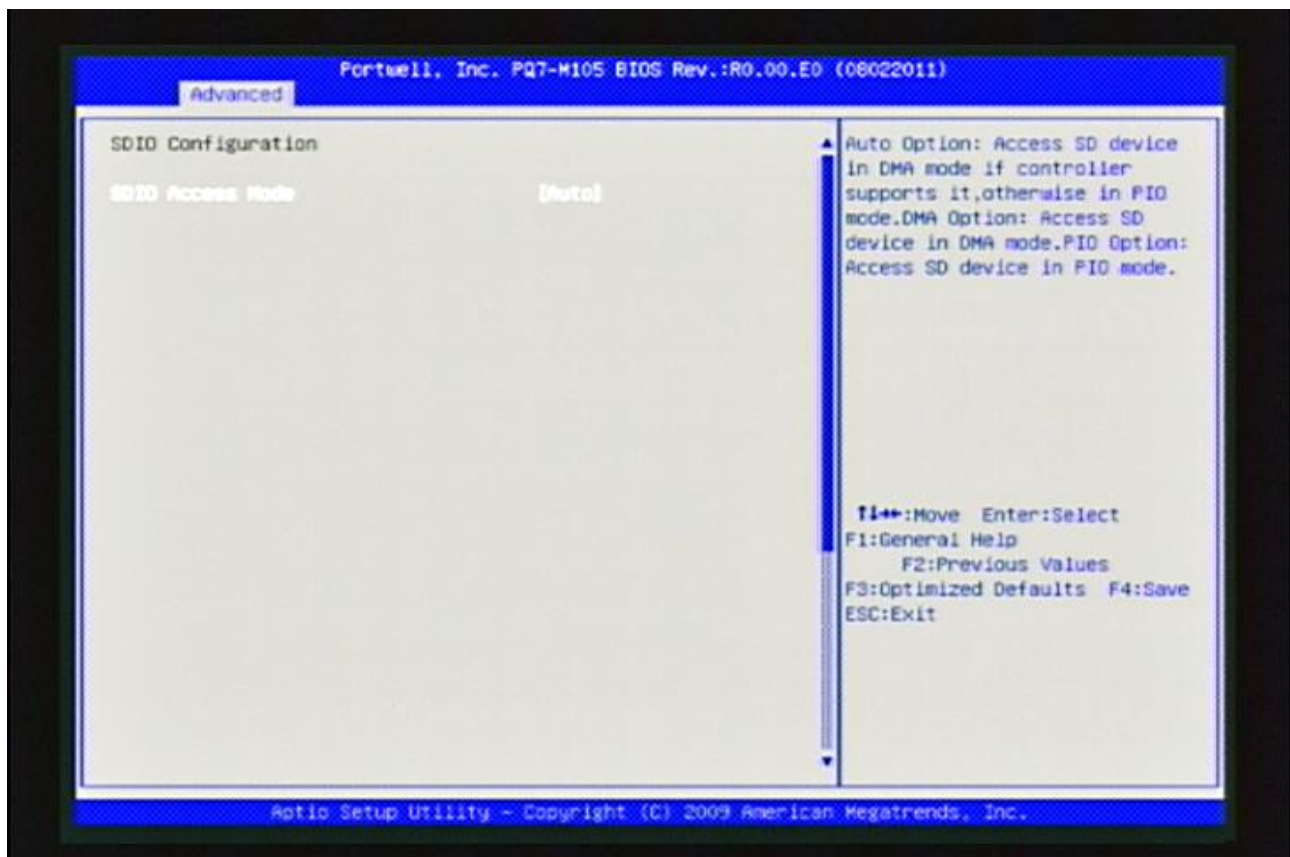 Portwell, Inc. PQ7-M105 BIOS Rev.:R0.00.E0 (08022011)
Advanced
SDIO Configuration
SDIO Access Mode [Auto]
Auto Option: Access SD device
in DMA mode if controller
supports it,otherwise in PIO
mode.DMA Option: Access SD
device in DMA mode.PIO Option:
Access SD device in PIO mode.
↑↓→←:Move Enter:Select
F1:General Help
F2:Previous Values
F3:Optimized Defaults F4:Save
ESC:Exit
Aptio Setup Utility - Copyright (C) 2009 American Megatrends, Inc.